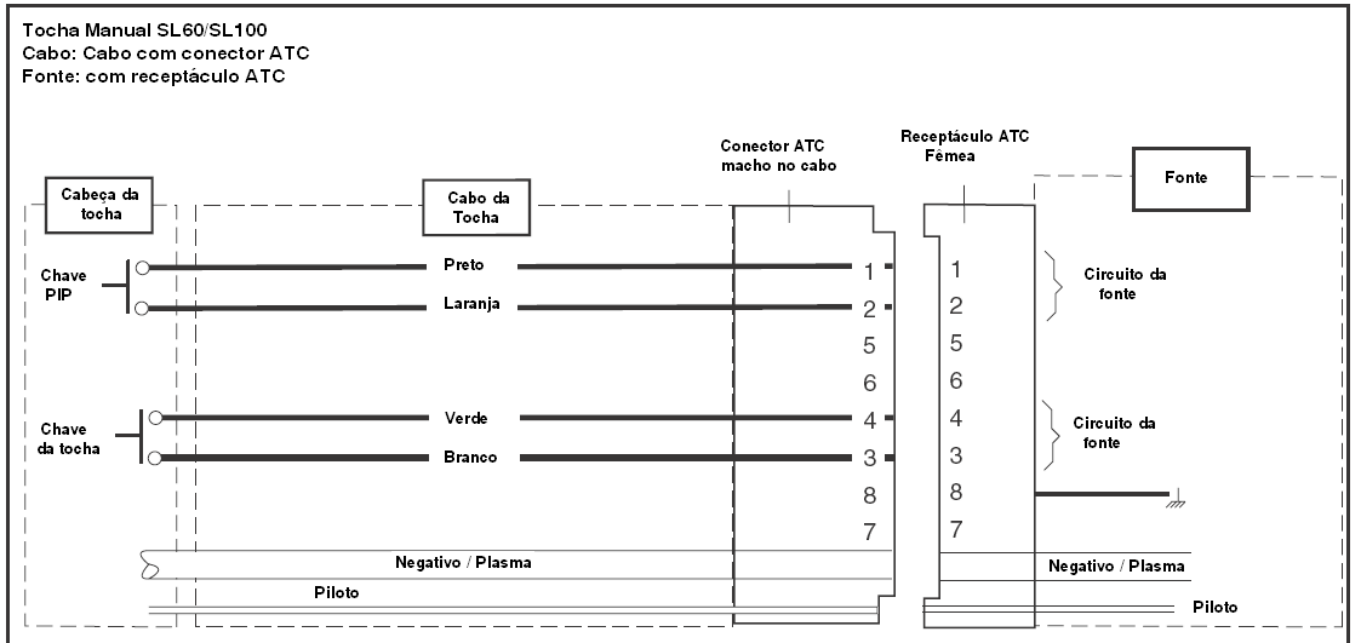 Tocha Manual SL60/SL100
Cabo: Cabo com conector ATC
Fonte: com receptáculo ATC
Conector ATC
macho no cabo
Receptáculo ATC
Fêmea
Fonte
Cabeça da
tocha
Cabo da
Tocha
Chave
PIP
Preto
Laranja
1
2
5
6
4
3
8
7
1
2
5
6
4
3
8
7
Circuito da
fonte
Chave
da tocha
Verde
Branco
Circuito da
fonte
Negativo / Plasma
Piloto
Negativo / Plasma
Piloto